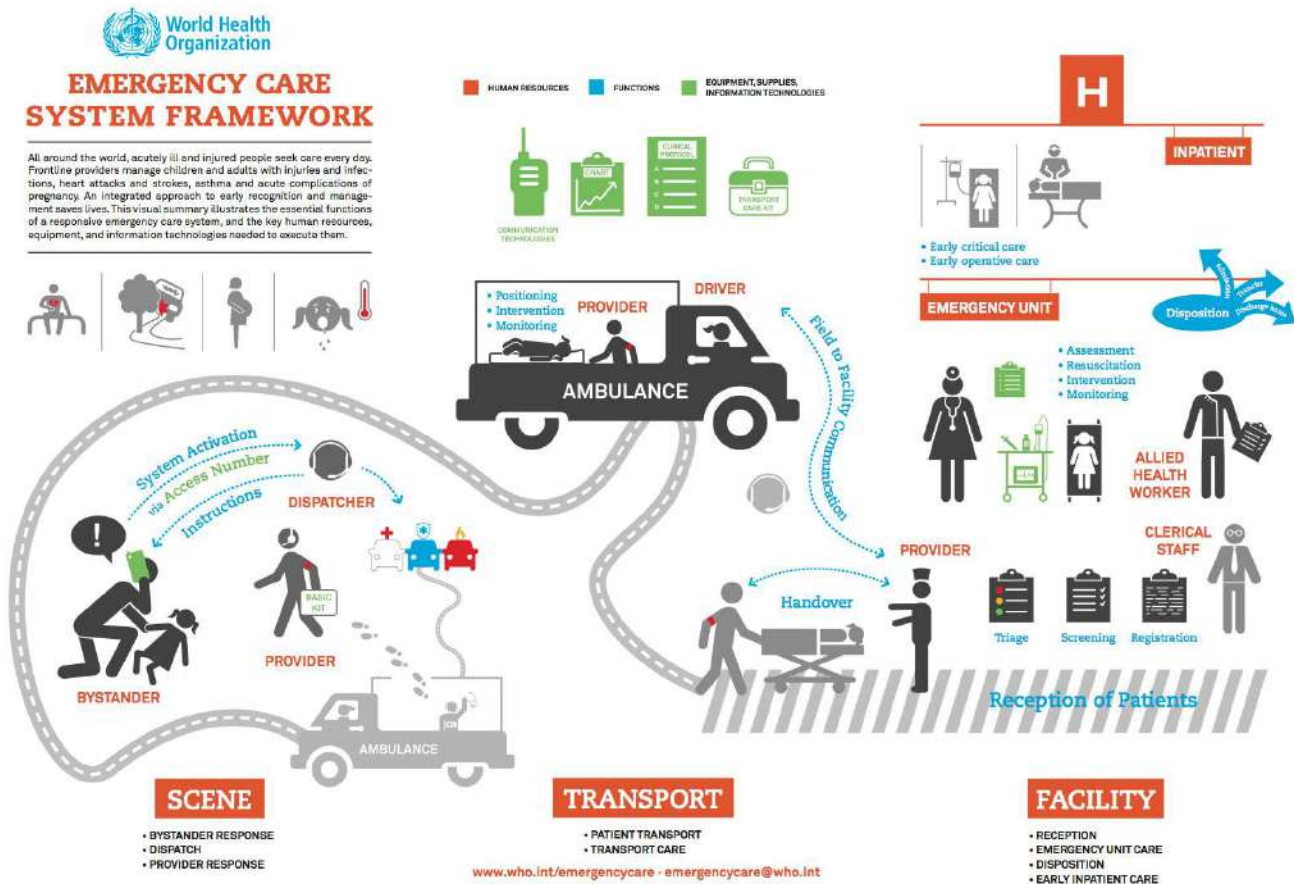 World Health
Organization
EMERGENCY CARE
SYSTEM FRAMEWORK
All around the world, acutely ill and injured people seek care every day.
Frontline providers manage children and adults with injuries and infec-
tions, heart attacks and strokes, asthma and acute complications of
pregnancy. An integrated approach to early recognition and manage-
ment saves lives. This visual summary illustrates the essential functions
of a responsive emergency care system, and the key human resources,
equipment, and information technologies needed to execute them.
HUMAN RESOURCES
FUNCTIONS
EQUIPMENT, SUPPLIES,
INFORMATION TECHNOLOGIES
COMMUNICATION
TECHNOLOGIES
CHART
CLINICAL
PROTOCOL
A
B
C
D
TRANSPORT
CARE KIT
• Positioning
• Intervention
• Monitoring
PROVIDER
DRIVER
AMBULANCE
Field to Facility Communication
System Activation
via Access Number
Instructions
DISPATCHER
!
BYSTANDER
BASIC
KIT
PROVIDER
AMBULANCE
H
INPATIENT
• Early critical care
• Early operative care
EMERGENCY UNIT
Disposition
Admission
Transfer
Discharge home
• Assessment
• Resuscitation
• Intervention
• Monitoring
ALLIED
HEALTH
WORKER
CLERICAL
STAFF
PROVIDER
Handover
Triage
Screening
Registration
Reception of Patients
SCENE
• BYSTANDER RESPONSE
• DISPATCH
• PROVIDER RESPONSE
TRANSPORT
• PATIENT TRANSPORT
• TRANSPORT CARE
www.who.int/emergencycare - emergencycare@who.int
FACILITY
• RECEPTION
• EMERGENCY UNIT CARE
• DISPOSITION
• EARLY INPATIENT CARE